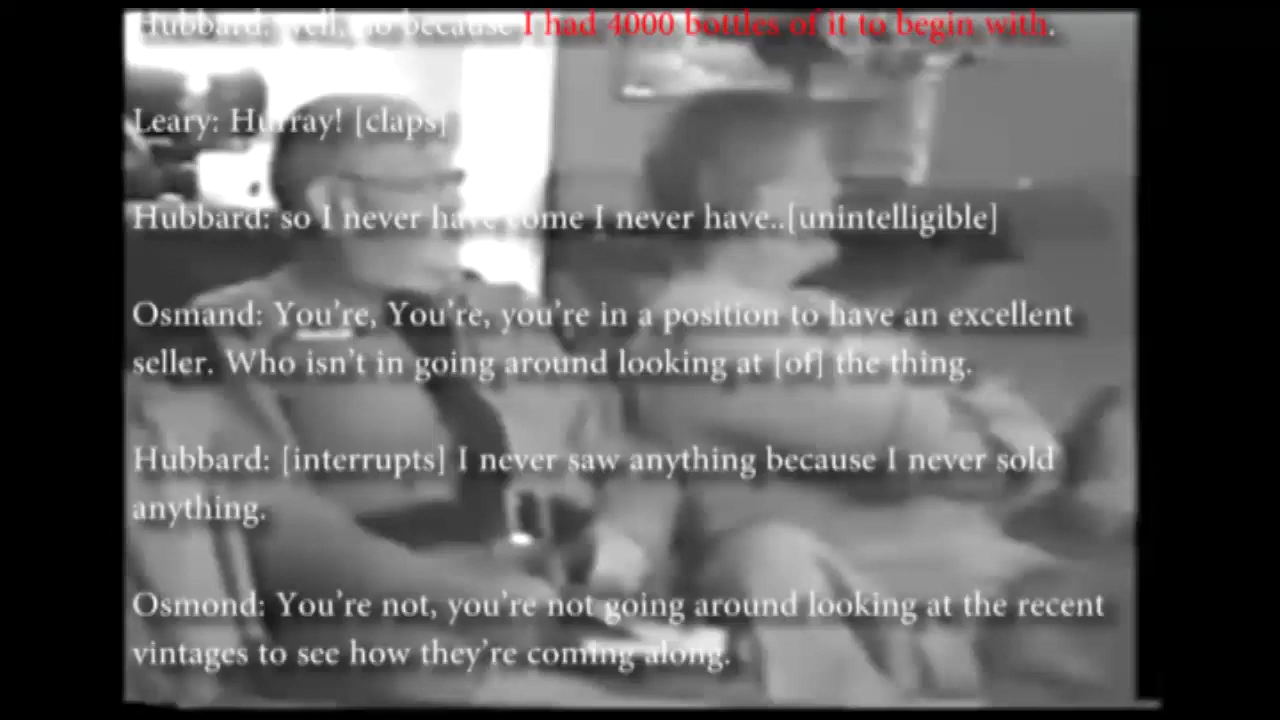 Hubbard: well, no because I had 4000 bottles of it to begin with.
Leary: Hurray! [claps]
Hubbard: so I never have come I never have..[unintelligible]
Osmand: You're, You're, you're in a position to have an excellent
seller. Who isn't in going around looking at [of] the thing.
Hubbard: [interrupts] I never saw anything because I never sold
anything.
Osmond: You're not, you're not going around looking at the recent
vintages to see how they're coming along.